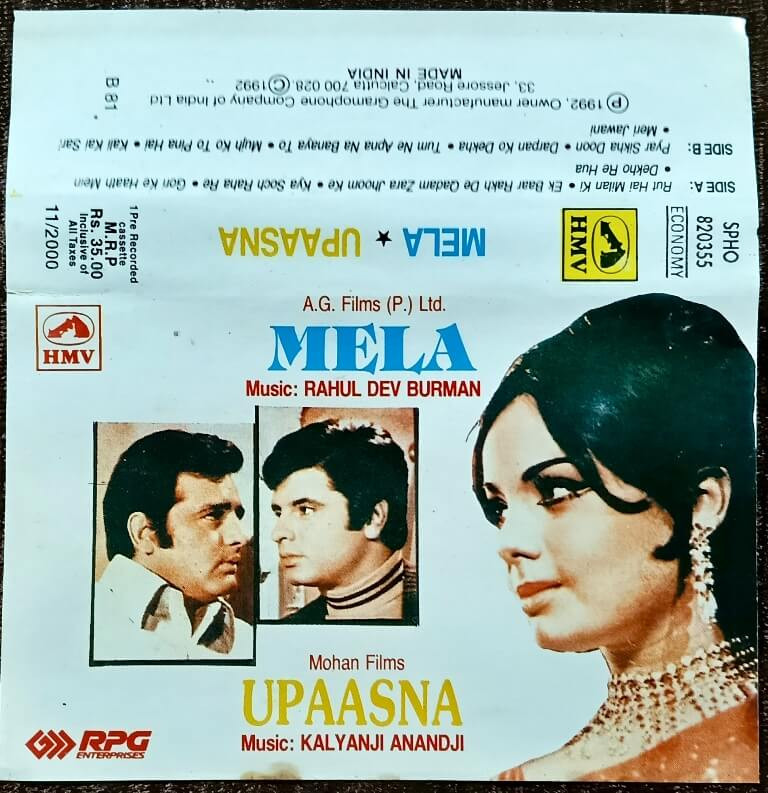 ℗ 1992, Owner manufacturer The Gramophone Company of India Ltd
33, Jessore Road, Calcutta 700 028 © 1992
MADE IN INDIA
B 81
SIDE A: Rut Hai Milan Ki • Ek Baar Rakh De Qadam Zara Jhoom Ke • Kya Soch Raha Re • Gori Ke Haath Mein
• Dekho Re Hua
SIDE B: Pyar Sikha Doon • Darpan Ko Dekha • Tum Ne Apna Na Banaya To • Mujh Ko To Pina Hai • Kali Kai Sari
• Meri Jawani
SPHO
826355
ECONOMY
HMV
MELA ★ UPAASNA
1Pre Recorded
cassette
M.R.P
Rs. 35.00
Inclusive of
All Taxes
11/2000
HMV
A.G. Films (P.) Ltd.
MELA
Music: RAHUL DEV BURMAN
Mohan Films
UPAASNA
Music: KALYANJI ANANDJI
RPG
ENTERPRISES